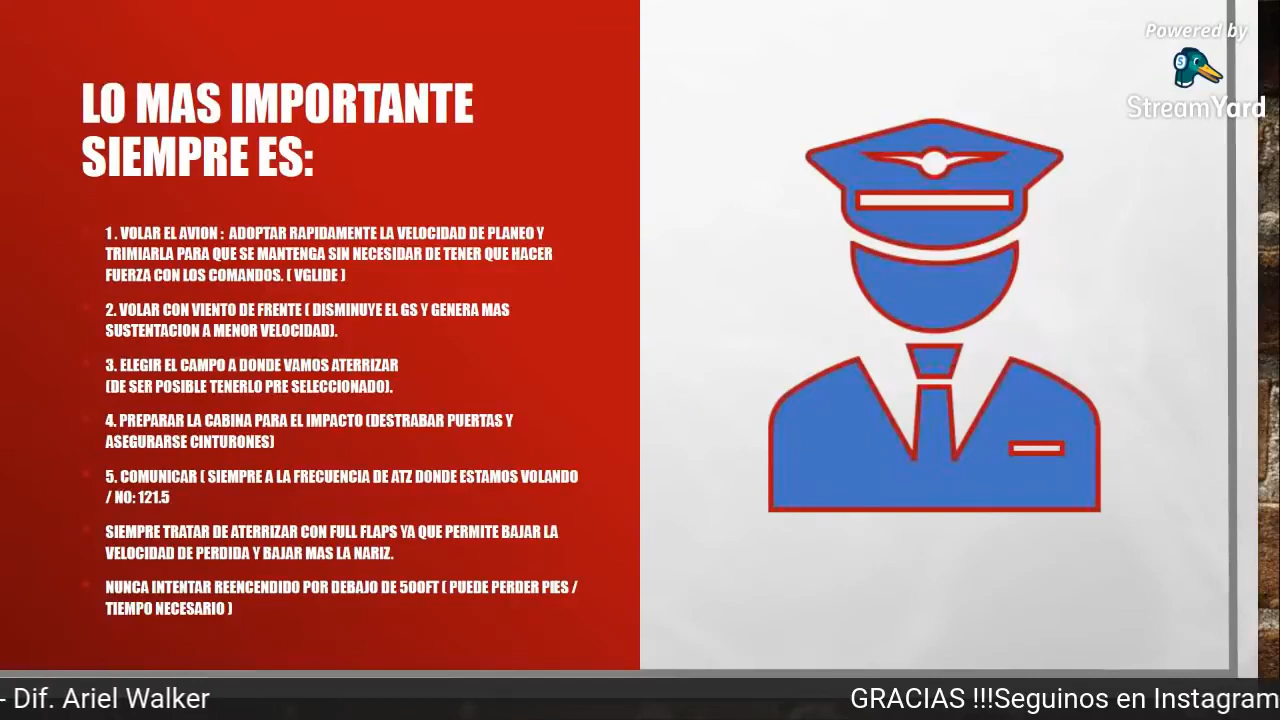 Powered by
StreamYard
LO MAS IMPORTANTE
SIEMPRE ES:
1 . VOLAR EL AVION : ADOPTAR RAPIDAMENTE LA VELOCIDAD DE PLANEO Y
TRIMIARLA PARA QUE SE MANTENGA SIN NECESIDAR DE TENER QUE HACER
FUERZA CON LOS COMANDOS. ( VGLIDE )
2. VOLAR CON VIENTO DE FRENTE ( DISMINUYE EL GS Y GENERA MAS
SUSTENTACION A MENOR VELOCIDAD).
3. ELEGIR EL CAMPO A DONDE VAMOS ATERRIZAR
(DE SER POSIBLE TENERLO PRE SELECCIONADO).
4. PREPARAR LA CABINA PARA EL IMPACTO (DESTRABAR PUERTAS Y
ASEGURARSE CINTURONES)
5. COMUNICAR ( SIEMPRE A LA FRECUENCIA DE ATZ DONDE ESTAMOS VOLANDO
/ NO: 121.5
SIEMPRE TRATAR DE ATERRIZAR CON FULL FLAPS YA QUE PERMITE BAJAR LA
VELOCIDAD DE PERDIDA Y BAJAR MAS LA NARIZ.
NUNCA INTENTAR REENCENDIDO POR DEBAJO DE 500FT ( PUEDE PERDER PIES /
TIEMPO NECESARIO )
- Dif. Ariel Walker
GRACIAS !!!Seguinos en Instagram